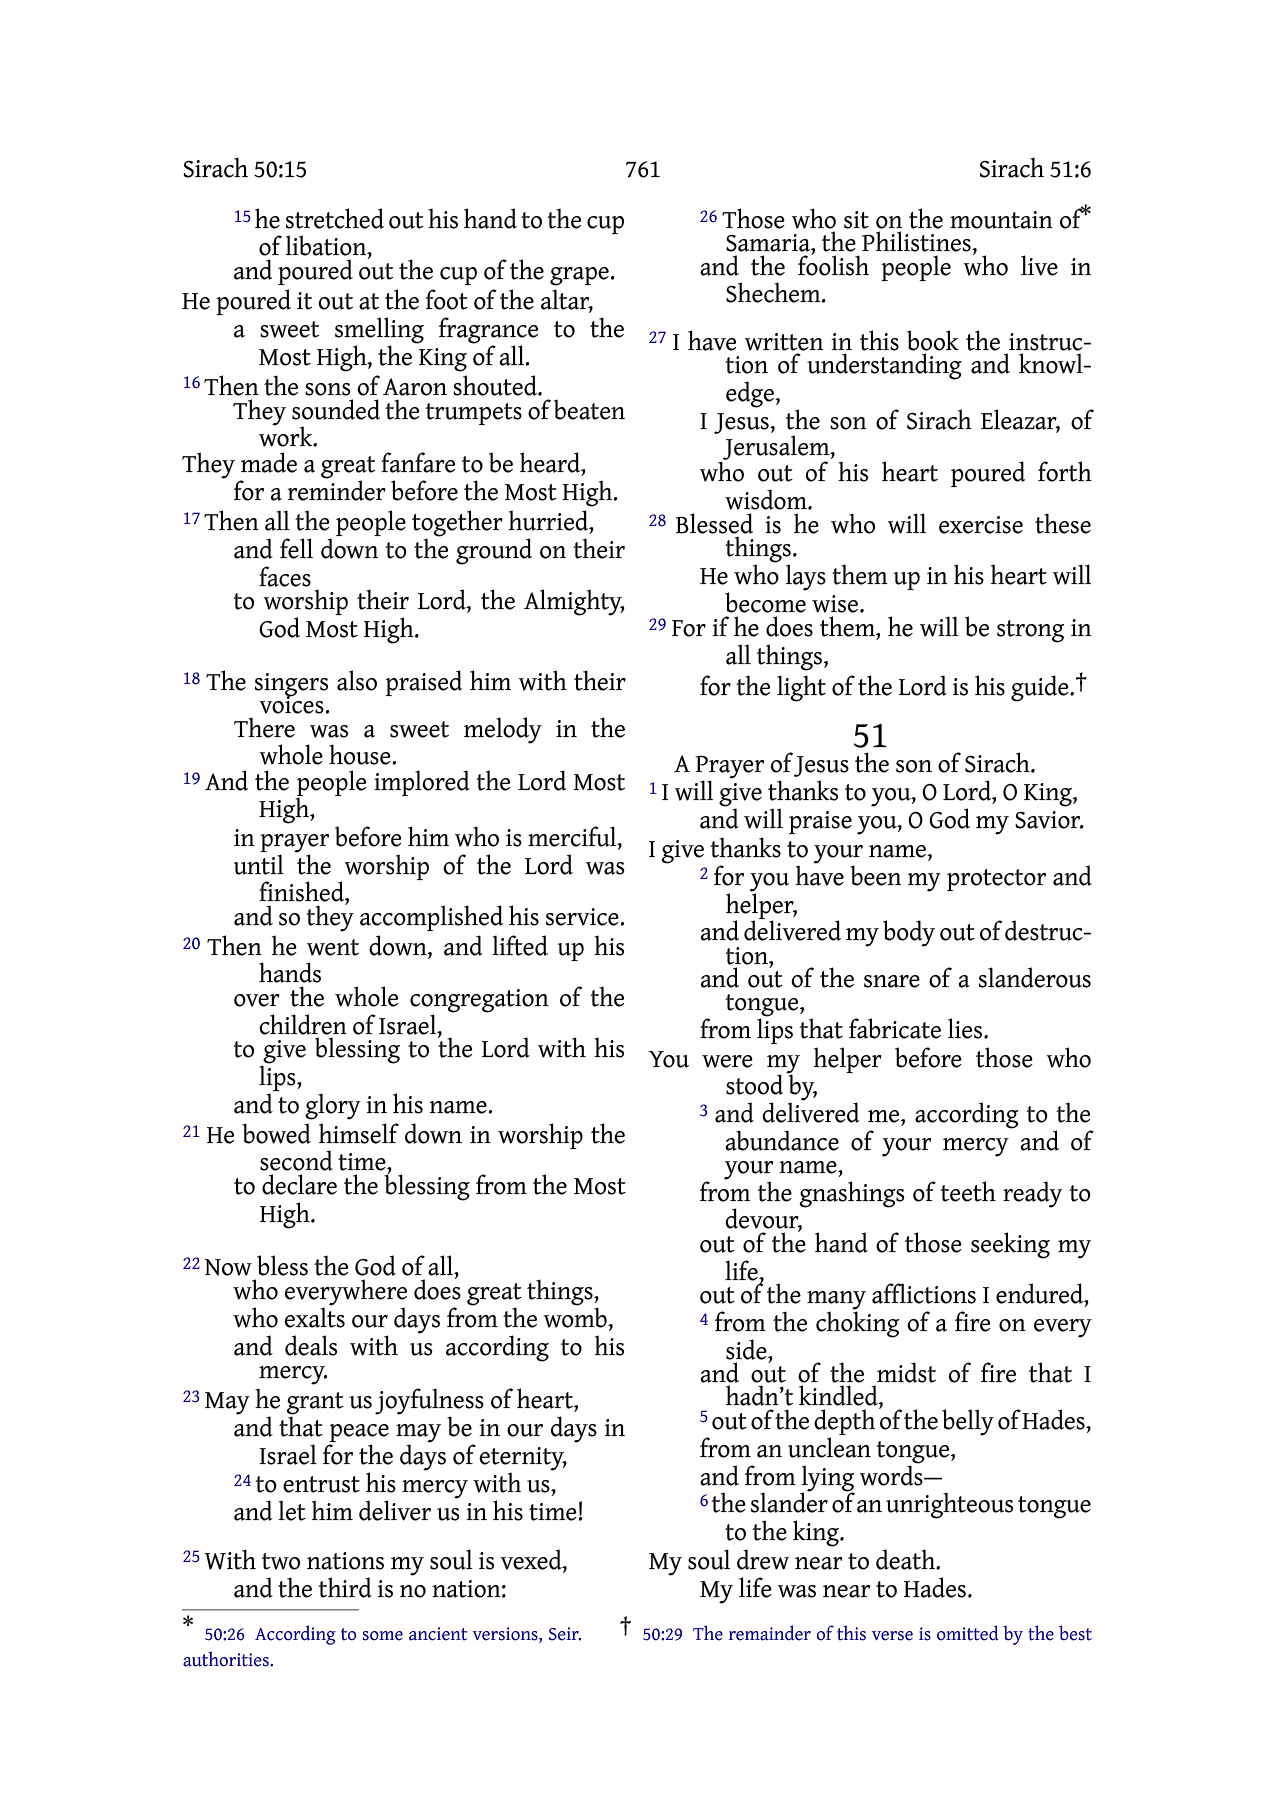 Sirach 50:15 761 Sirach 51:6
15 he stretched out his hand to the cup
of libation,
and poured out the cup of the grape.
He poured it out at the foot of the altar,
a sweet smelling fragrance to the
Most High, the King of all.
16 Then the sons of Aaron shouted.
They sounded the trumpets of beaten
work.
They made a great fanfare to be heard,
for a reminder before the Most High.
17 Then all the people together hurried,
and fell down to the ground on their
faces
to worship their Lord, the Almighty,
God Most High.
18 The singers also praised him with their
voices.
There was a sweet melody in the
whole house.
19 And the people implored the Lord Most
High,
in prayer before him who is merciful,
until the worship of the Lord was
finished,
and so they accomplished his service.
20 Then he went down, and lifted up his
hands
over the whole congregation of the
children of Israel,
to give blessing to the Lord with his
lips,
and to glory in his name.
21 He bowed himself down in worship the
second time,
to declare the blessing from the Most
High.
22 Now bless the God of all,
who everywhere does great things,
who exalts our days from the womb,
and deals with us according to his
mercy.
23 May he grant us joyfulness of heart,
and that peace may be in our days in
Israel for the days of eternity,
24 to entrust his mercy with us,
and let him deliver us in his time!
25 With two nations my soul is vexed,
and the third is no nation:
26 Those who sit on the mountain of*
Samaria, the Philistines,
and the foolish people who live in
Shechem.
27 I have written in this book the instruc-
tion of understanding and knowl-
edge,
I Jesus, the son of Sirach Eleazar, of
Jerusalem,
who out of his heart poured forth
wisdom.
28 Blessed is he who will exercise these
things.
He who lays them up in his heart will
become wise.
29 For if he does them, he will be strong in
all things,
for the light of the Lord is his guide.†
51
A Prayer of Jesus the son of Sirach.
1 I will give thanks to you, O Lord, O King,
and will praise you, O God my Savior.
I give thanks to your name,
2 for you have been my protector and
helper,
and delivered my body out of destruc-
tion,
and out of the snare of a slanderous
tongue,
from lips that fabricate lies.
You were my helper before those who
stood by,
3 and delivered me, according to the
abundance of your mercy and of
your name,
from the gnashings of teeth ready to
devour,
out of the hand of those seeking my
life,
out of the many afflictions I endured,
4 from the choking of a fire on every
side,
and out of the midst of fire that I
hadn’t kindled,
5 out of the depth of the belly of Hades,
from an unclean tongue,
and from lying words—
6 the slander of an unrighteous tongue
to the king.
My soul drew near to death.
My life was near to Hades.
* 50:26 According to some ancient versions, Seir. † 50:29 The remainder of this verse is omitted by the best
authorities.